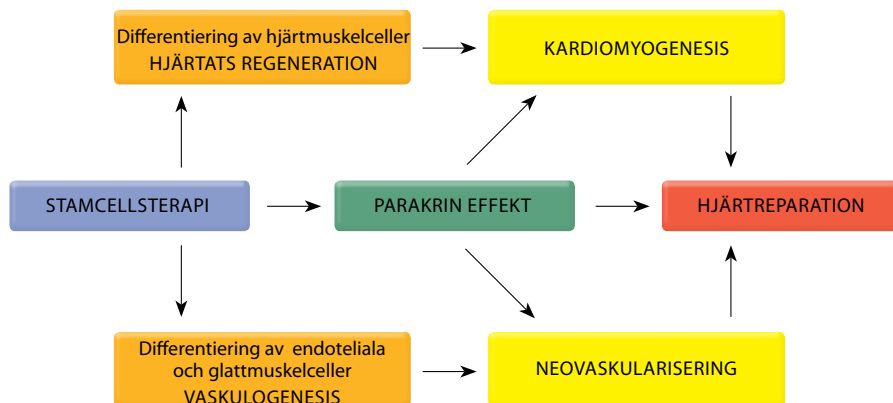 Differentiering av hjärtmuskelceller
HJÄRTATS REGENERATION
KARDIOMYOGENESIS
STAMCELLSTERAPI
PARAKRIN EFFEKT
HJÄRTREPARATION
Differentiering av endoteliala
och glattmuskelceller
VASKULOGENESIS
NEOVASKULARISERING